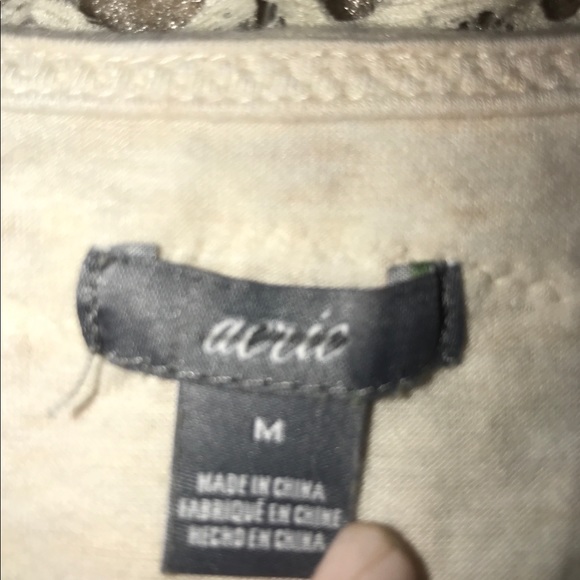 aerie
M
MADE IN CHINA
FABRIQUÉ EN CHINE
HECHO EN CHINA